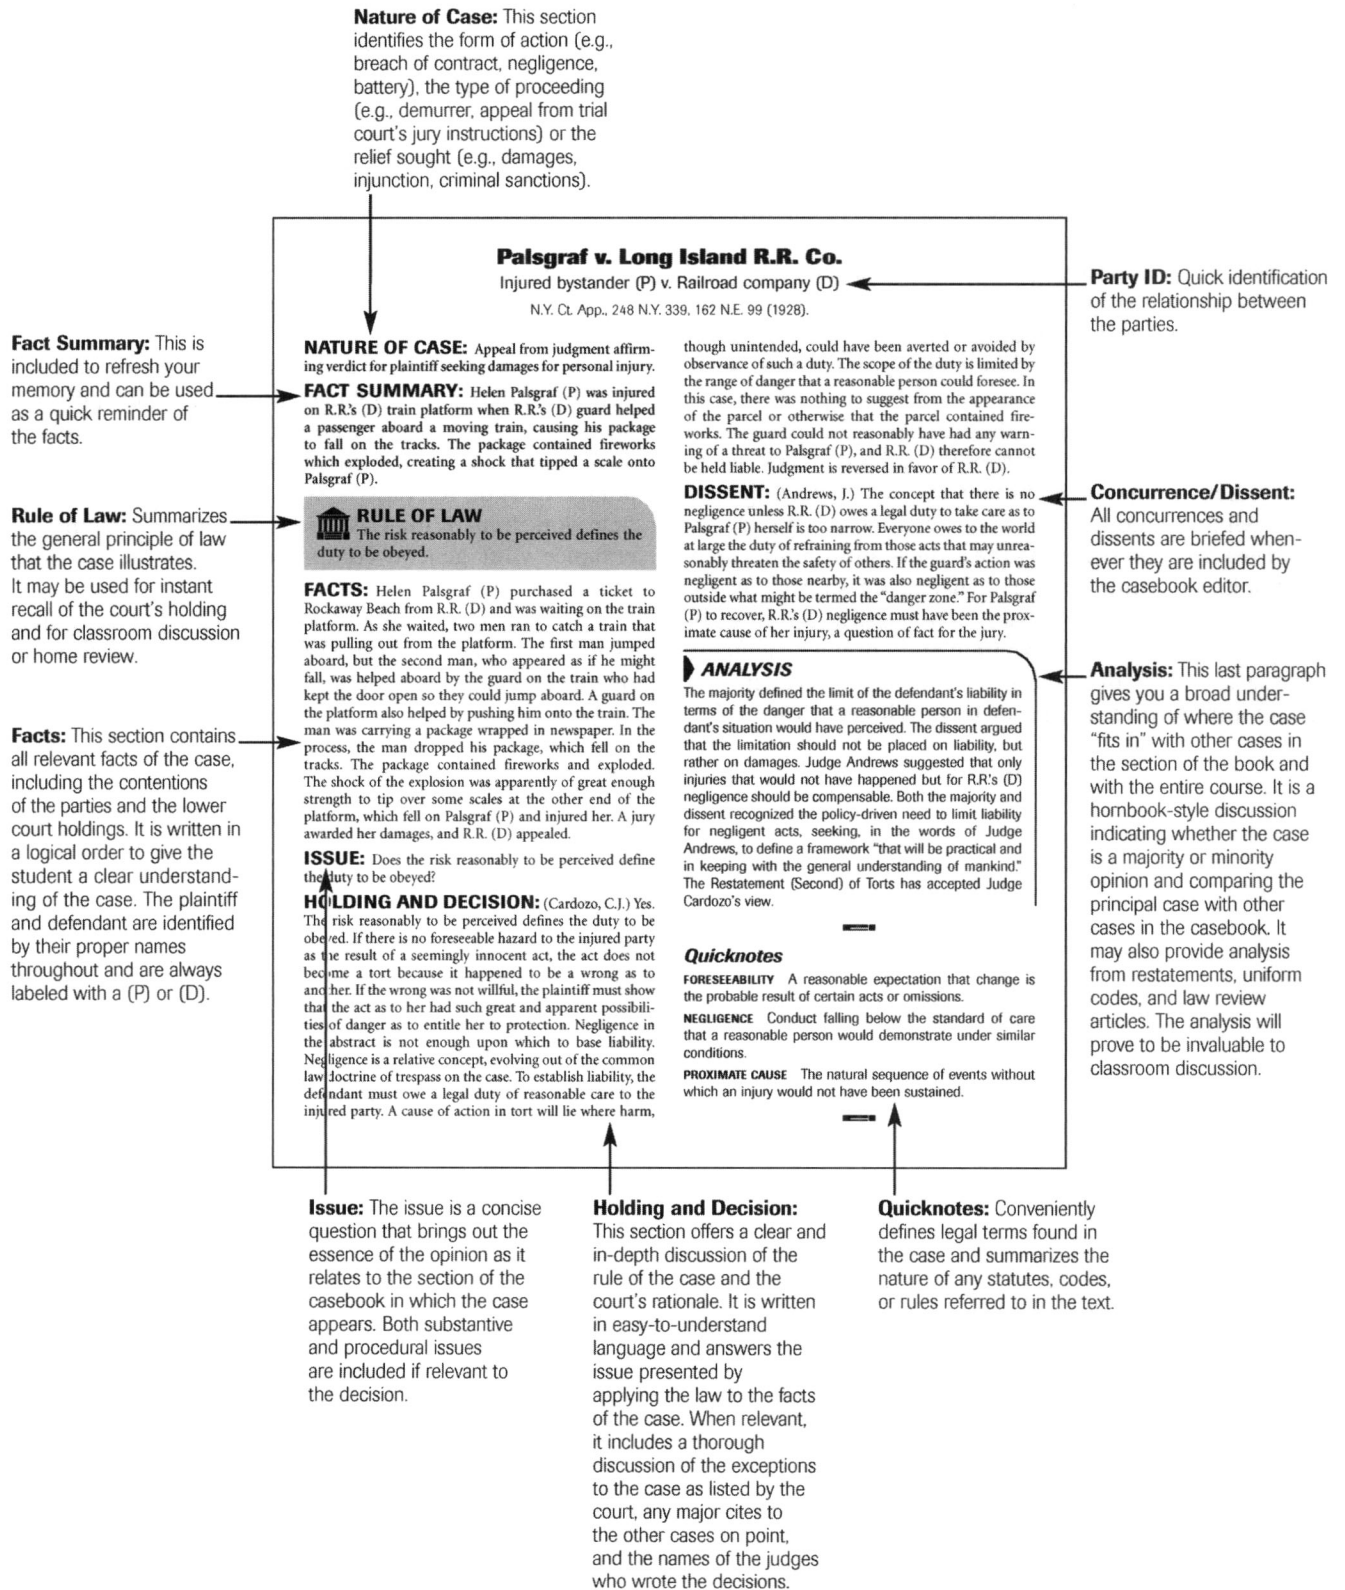 Nature of Case: This section
identifies the form of action (e.g.,
breach of contract, negligence,
battery), the type of proceeding
(e.g., demurrer, appeal from trial
court's jury instructions) or the
relief sought (e.g., damages,
injunction, criminal sanctions).
Palsgraf v. Long Island R.R. Co.
Injured bystander (P) v. Railroad company (D)
N.Y. Ct. App., 248 N.Y. 339, 162 N.E. 99 (1928).
Party ID: Quick identification
of the relationship between
the parties.
Fact Summary: This is
included to refresh your
memory and can be used
as a quick reminder of
the facts.
Rule of Law: Summarizes
the general principle of law
that the case illustrates.
It may be used for instant
recall of the court's holding
and for classroom discussion
or home review.
Facts: This section contains
all relevant facts of the case,
including the contentions
of the parties and the lower
court holdings. It is written in
a logical order to give the
student a clear understand-
ing of the case. The plaintiff
and defendant are identified
by their proper names
throughout and are always
labeled with a (P) or (D).
NATURE OF CASE: Appeal from judgment affirm-
ing verdict for plaintiff seeking damages for personal injury.
FACT SUMMARY: Helen Palsgraf (P) was injured
on R.R.'s (D) train platform when R.R.'s (D) guard helped
a passenger aboard a moving train, causing his package
to fall on the tracks. The package contained fireworks
which exploded, creating a shock that tipped a scale onto
Palsgraf (P).
RULE OF LAW
The risk reasonably to be perceived defines the
duty to be obeyed.
FACTS: Helen Palsgraf (P) purchased a ticket to
Rockaway Beach from R.R. (D) and was waiting on the train
platform. As she waited, two men ran to catch a train that
was pulling out from the platform. The first man jumped
aboard, but the second man, who appeared as if he might
fall, was helped aboard by the guard on the train who had
kept the door open so they could jump aboard. A guard on
the platform also helped by pushing him onto the train. The
man was carrying a package wrapped in newspaper. In the
process, the man dropped his package, which fell on the
tracks. The package contained fireworks and exploded.
The shock of the explosion was apparently of great enough
strength to tip over some scales at the other end of the
platform, which fell on Palsgraf (P) and injured her. A jury
awarded her damages, and R.R. (D) appealed.
ISSUE: Does the risk reasonably to be perceived define
the duty to be obeyed?
HOLDING AND DECISION: (Cardozo, C.J.) Yes.
The risk reasonably to be perceived defines the duty to be
obeyed. If there is no foreseeable hazard to the injured party
as the result of a seemingly innocent act, the act does not
become a tort because it happened to be a wrong as to
another. If the wrong was not willful, the plaintiff must show
that the act as to her had such great and apparent possibili-
ties of danger as to entitle her to protection. Negligence in
the abstract is not enough upon which to base liability.
Negligence is a relative concept, evolving out of the common
law doctrine of trespass on the case. To establish liability, the
defendant must owe a legal duty of reasonable care to the
injured party. A cause of action in tort will lie where harm,
though unintended, could have been averted or avoided by
observance of such a duty. The scope of the duty is limited by
the range of danger that a reasonable person could foresee. In
this case, there was nothing to suggest from the appearance
of the parcel or otherwise that the parcel contained fire-
works. The guard could not reasonably have had any warn-
ing of a threat to Palsgraf (P), and R.R. (D) therefore cannot
be held liable. Judgment is reversed in favor of R.R. (D).
DISSENT: (Andrews, J.) The concept that there is no
negligence unless R.R. (D) owes a legal duty to take care as to
Palsgraf (P) herself is too narrow. Everyone owes to the world
at large the duty of refraining from those acts that may unrea-
sonably threaten the safety of others. If the guard's action was
negligent as to those nearby, it was also negligent as to those
outside what might be termed the "danger zone." For Palsgraf
(P) to recover, R.R.'s (D) negligence must have been the prox-
imate cause of her injury, a question of fact for the jury.
ANALYSIS
The majority defined the limit of the defendant's liability in
terms of the danger that a reasonable person in defen-
dant's situation would have perceived. The dissent argued
that the limitation should not be placed on liability, but
rather on damages. Judge Andrews suggested that only
injuries that would not have happened but for R.R.'s (D)
negligence should be compensable. Both the majority and
dissent recognized the policy-driven need to limit liability
for negligent acts, seeking, in the words of Judge
Andrews, to define a framework "that will be practical and
in keeping with the general understanding of mankind."
The Restatement (Second) of Torts has accepted Judge
Cardozo's view.
Quicknotes
FORESEEABILITY A reasonable expectation that change is
the probable result of certain acts or omissions.
NEGLIGENCE Conduct falling below the standard of care
that a reasonable person would demonstrate under similar
conditions.
PROXIMATE CAUSE The natural sequence of events without
which an injury would not have been sustained.
Concurrence/Dissent:
All concurrences and
dissents are briefed when-
ever they are included by
the casebook editor.
Analysis: This last paragraph
gives you a broad under-
standing of where the case
"fits in" with other cases in
the section of the book and
with the entire course. It is a
hornbook-style discussion
indicating whether the case
is a majority or minority
opinion and comparing the
principal case with other
cases in the casebook. It
may also provide analysis
from restatements, uniform
codes, and law review
articles. The analysis will
prove to be invaluable to
classroom discussion.
Issue: The issue is a concise
question that brings out the
essence of the opinion as it
relates to the section of the
casebook in which the case
appears. Both substantive
and procedural issues
are included if relevant to
the decision.
Holding and Decision:
This section offers a clear and
in-depth discussion of the
rule of the case and the
court's rationale. It is written
in easy-to-understand
language and answers the
issue presented by
applying the law to the facts
of the case. When relevant,
it includes a thorough
discussion of the exceptions
to the case as listed by the
court, any major cites to
the other cases on point,
and the names of the judges
who wrote the decisions.
Quicknotes: Conveniently
defines legal terms found in
the case and summarizes the
nature of any statutes, codes,
or rules referred to in the text.